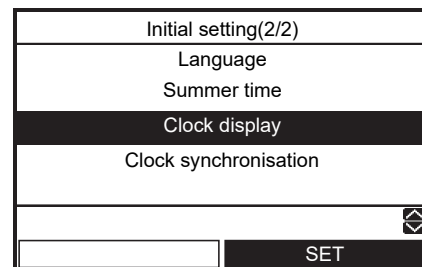 Initial setting(2/2)
Language
Summer time
Clock display
Clock synchronisation
SET